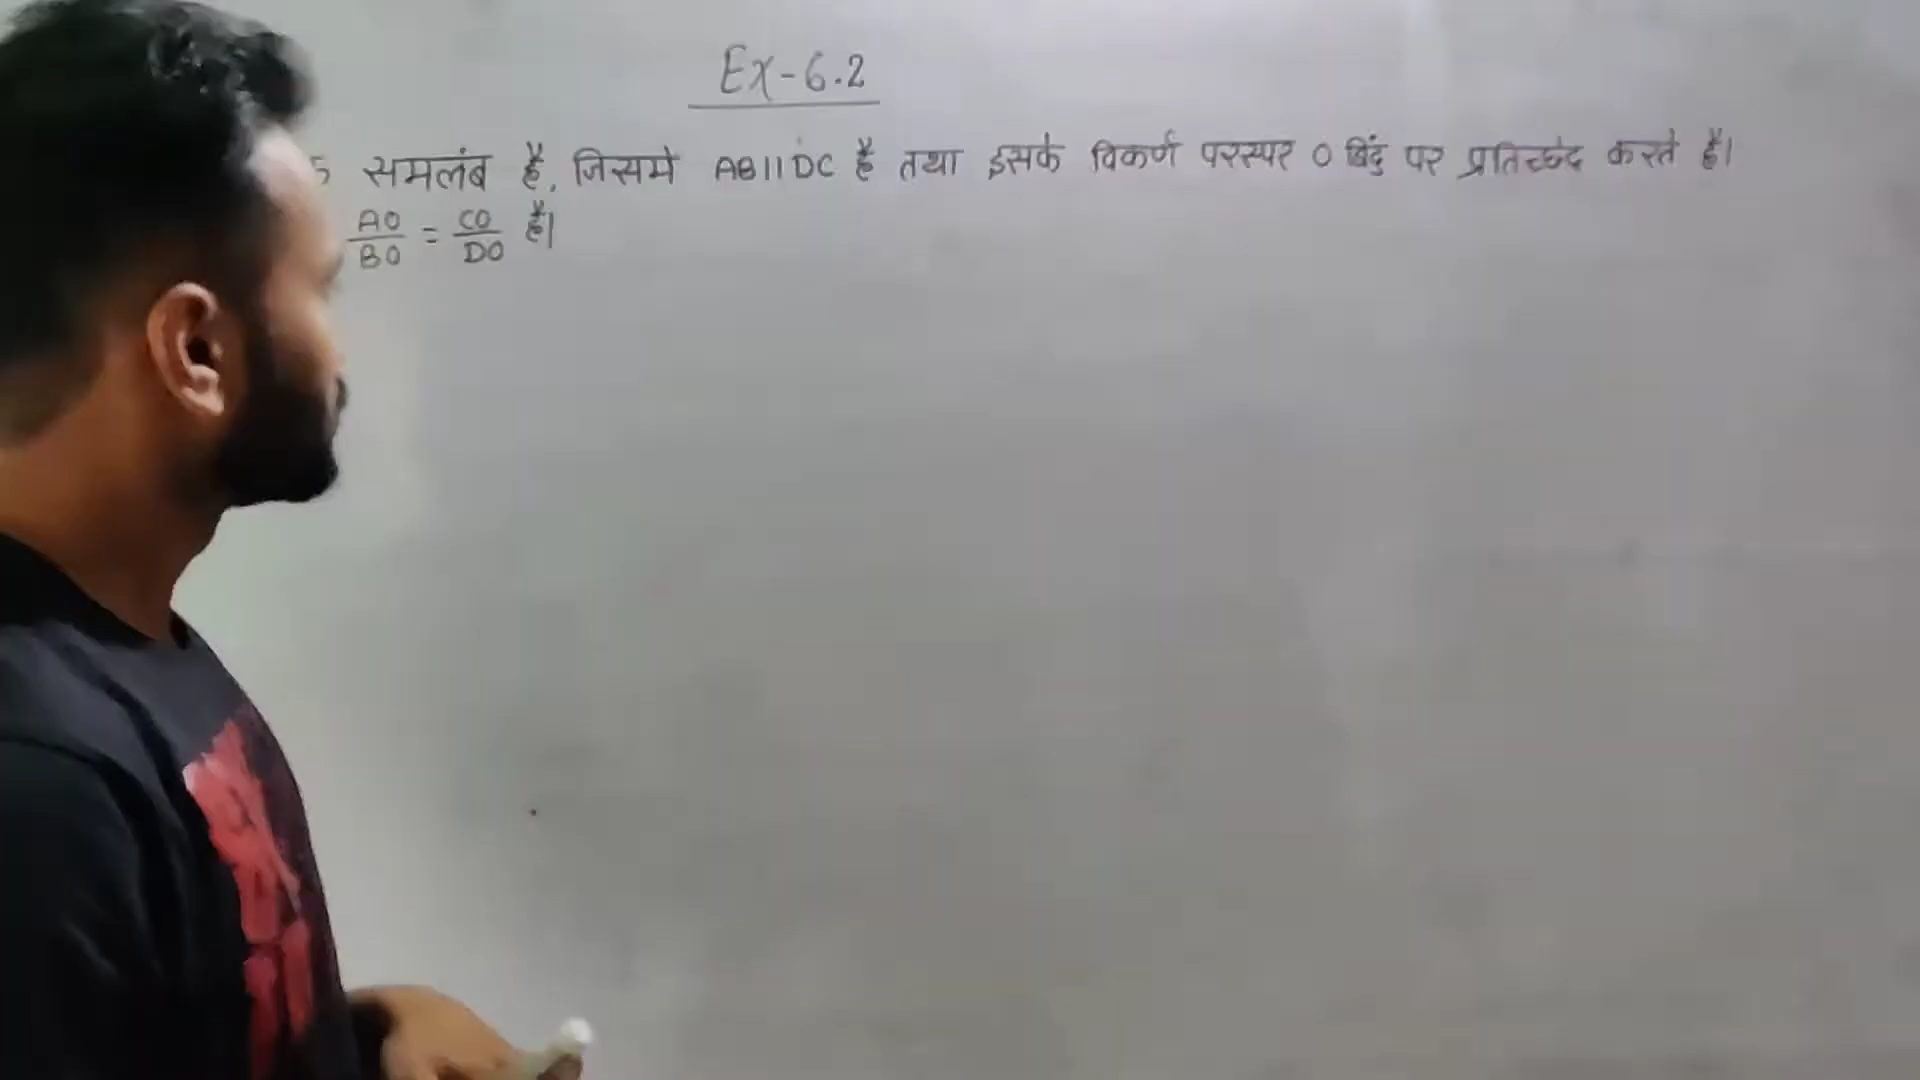 Ex-6.2
समलंब है, जिसमे AB||DC है तथा इसके विकर्ण परस्पर O बिंदु पर प्रतिच्छेद करते है।
AO/BO = CO/DO है।